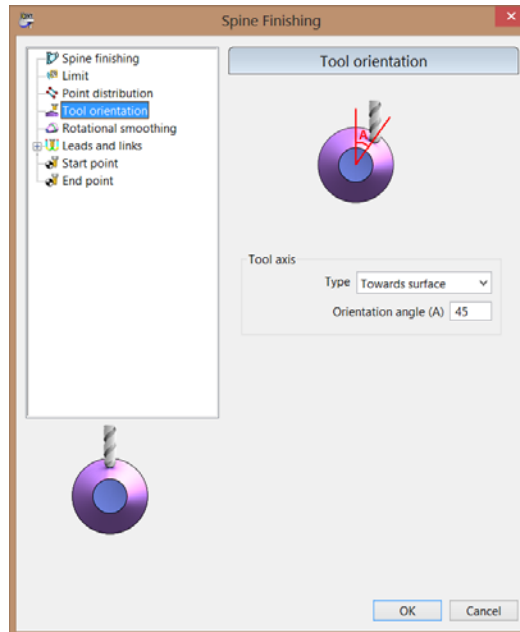 Spine Finishing
Spine finishing
Limit
Point distribution
Tool orientation
Rotational smoothing
Leads and links
Start point
End point
Tool orientation
A
Tool axis
Type Towards surface
Orientation angle (A) 45
OK Cancel